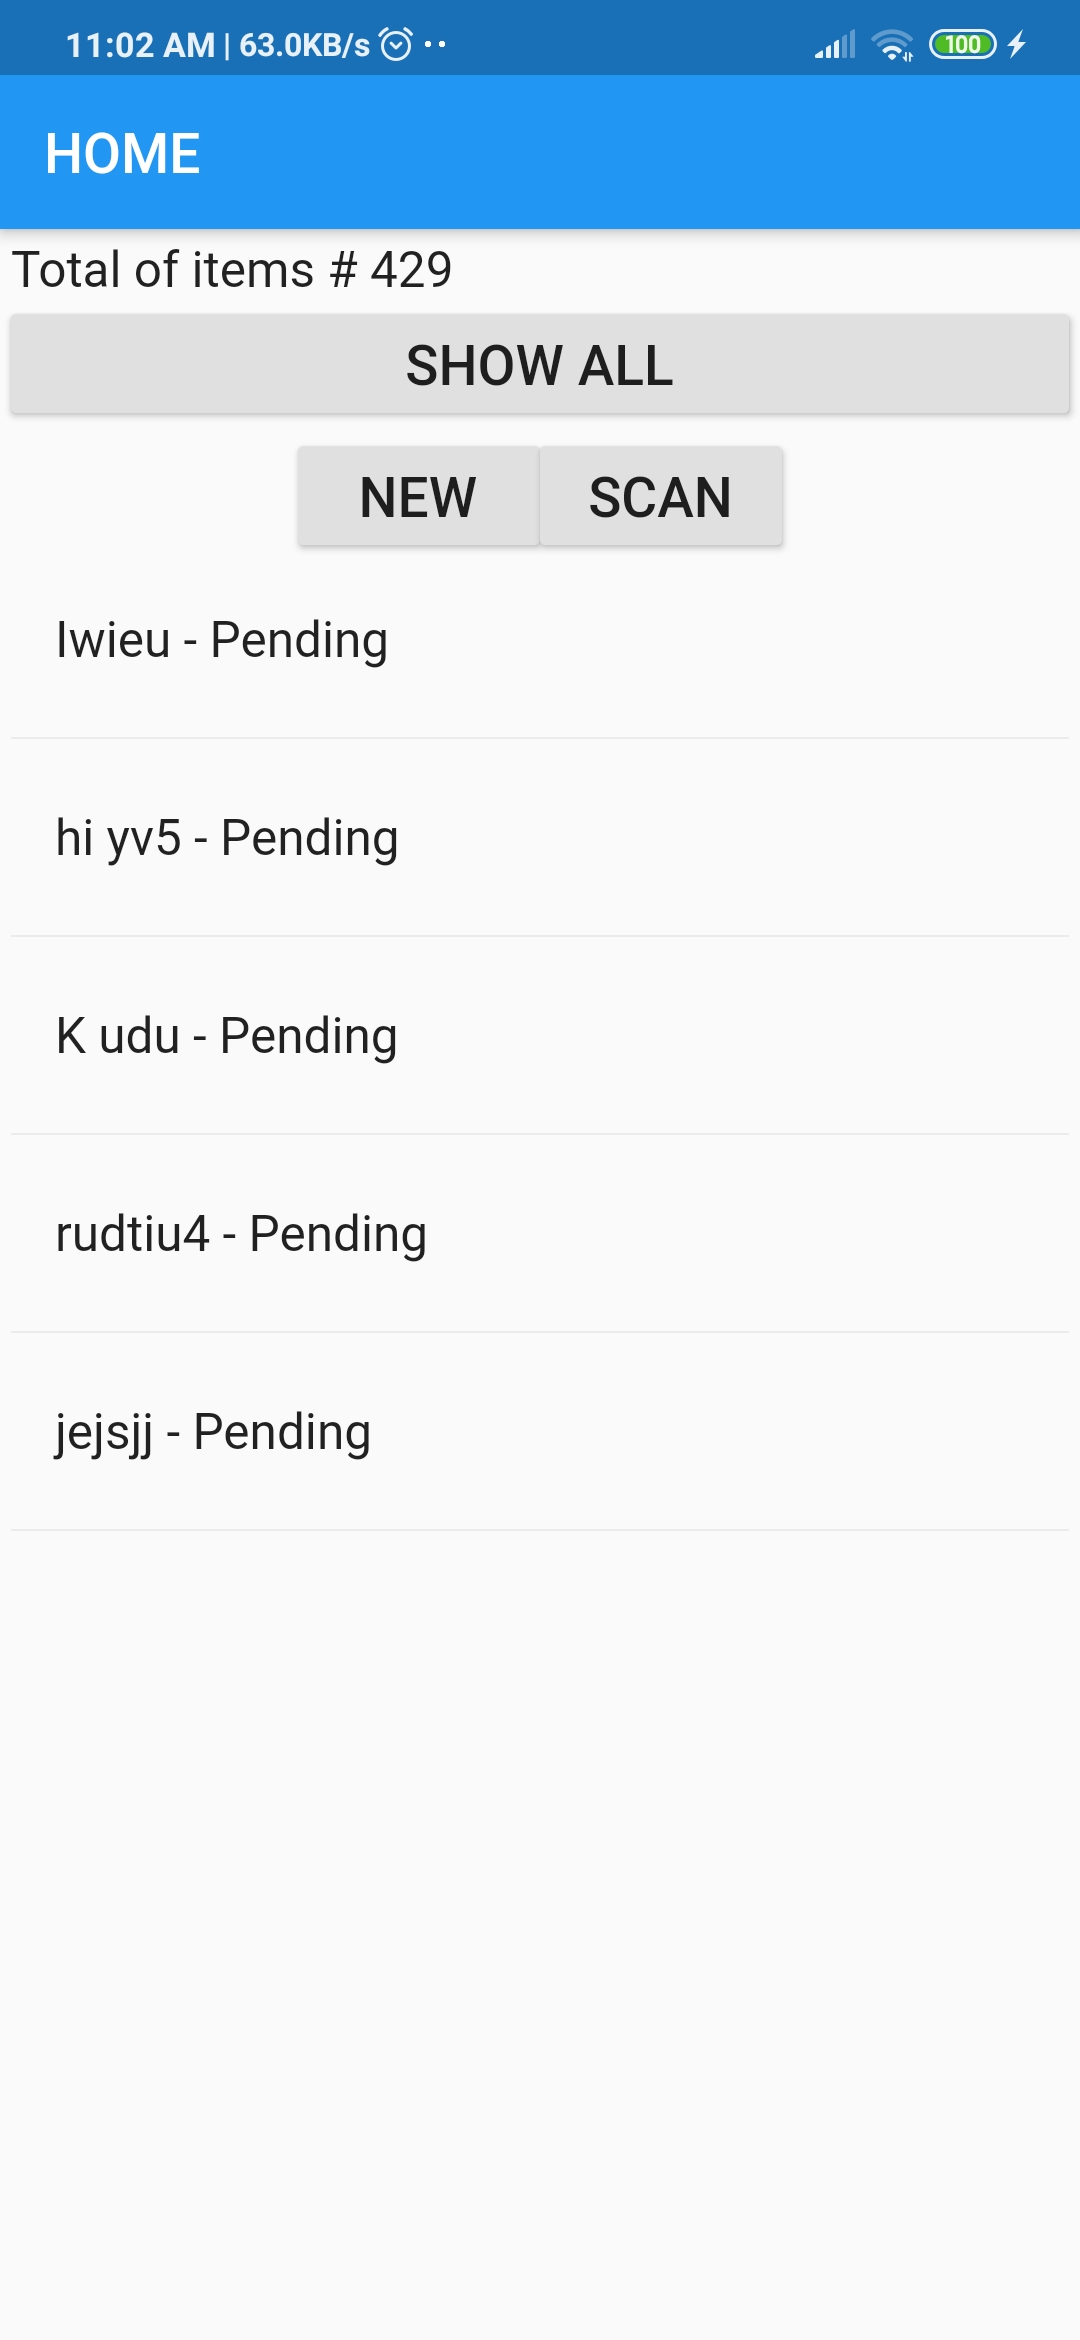 11:02 AM | 63.0KB/s
100
HOME
Total of items # 429
SHOW ALL
NEW SCAN
Iwieu - Pending
hi yv5 - Pending
K udu - Pending
rudtiu4 - Pending
jejsjj - Pending